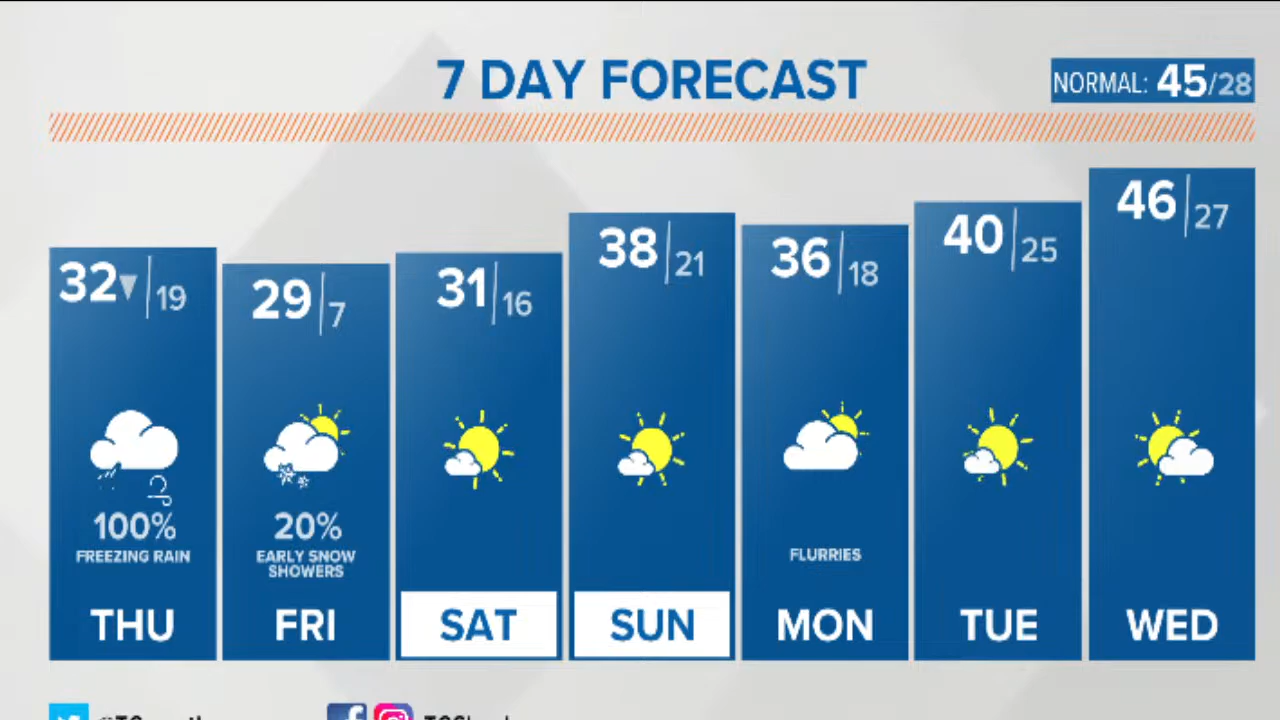 7 DAY FORECAST
NORMAL: 45/28
32▼ 19
29 7
31 16
38 21
36 18
40 25
46 27
100%
FREEZING RAIN
20%
EARLY SNOW
SHOWERS
FLURRIES
THU
FRI
SAT
SUN
MON
TUE
WED